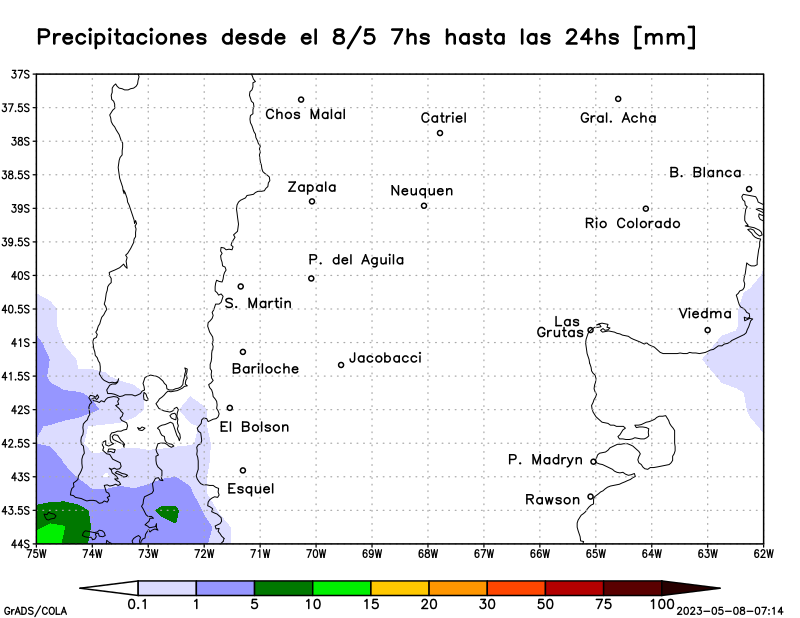 Precipitaciones desde el 8/5 7hs hasta las 24hs [mm]
37S
37.5S
38S
38.5S
39S
39.5S
40S
40.5S
41S
41.5S
42S
42.5S
43S
43.5S
44S
Chos Malal
Catriel
Gral. Acha
B. Blanca
Zapala
Neuquen
Rio Colorado
P. del Aguila
S. Martin
Viedma
Las
Grutas
Bariloche
Jacobacci
El Bolson
P. Madryn
Esquel
Rawson
75W 74W 73W 72W 71W 70W 69W 68W 67W 66W 65W 64W 63W 62W
0.1 1 5 10 15 20 30 50 75 100
GrADS/COLA
2023-05-08-07:14